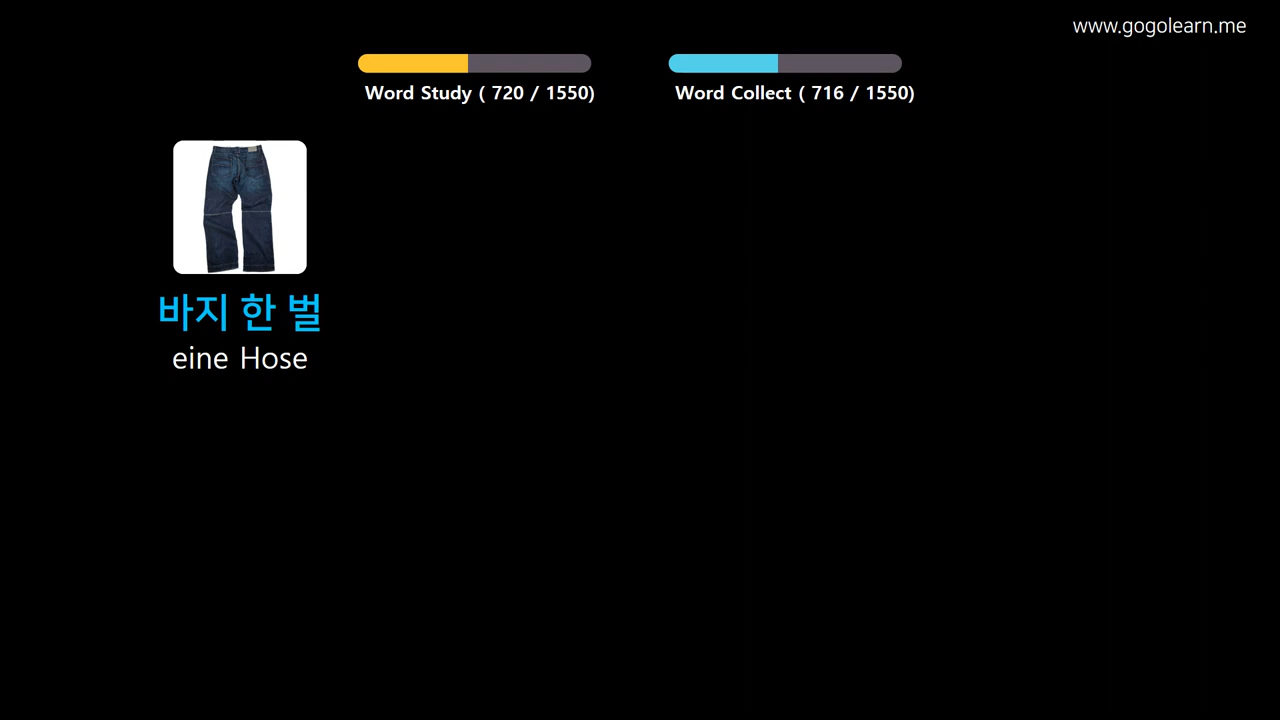 www.gogolearn.me
Word Study ( 720 / 1550)
Word Collect ( 716 / 1550)
바지 한 벌
eine Hose